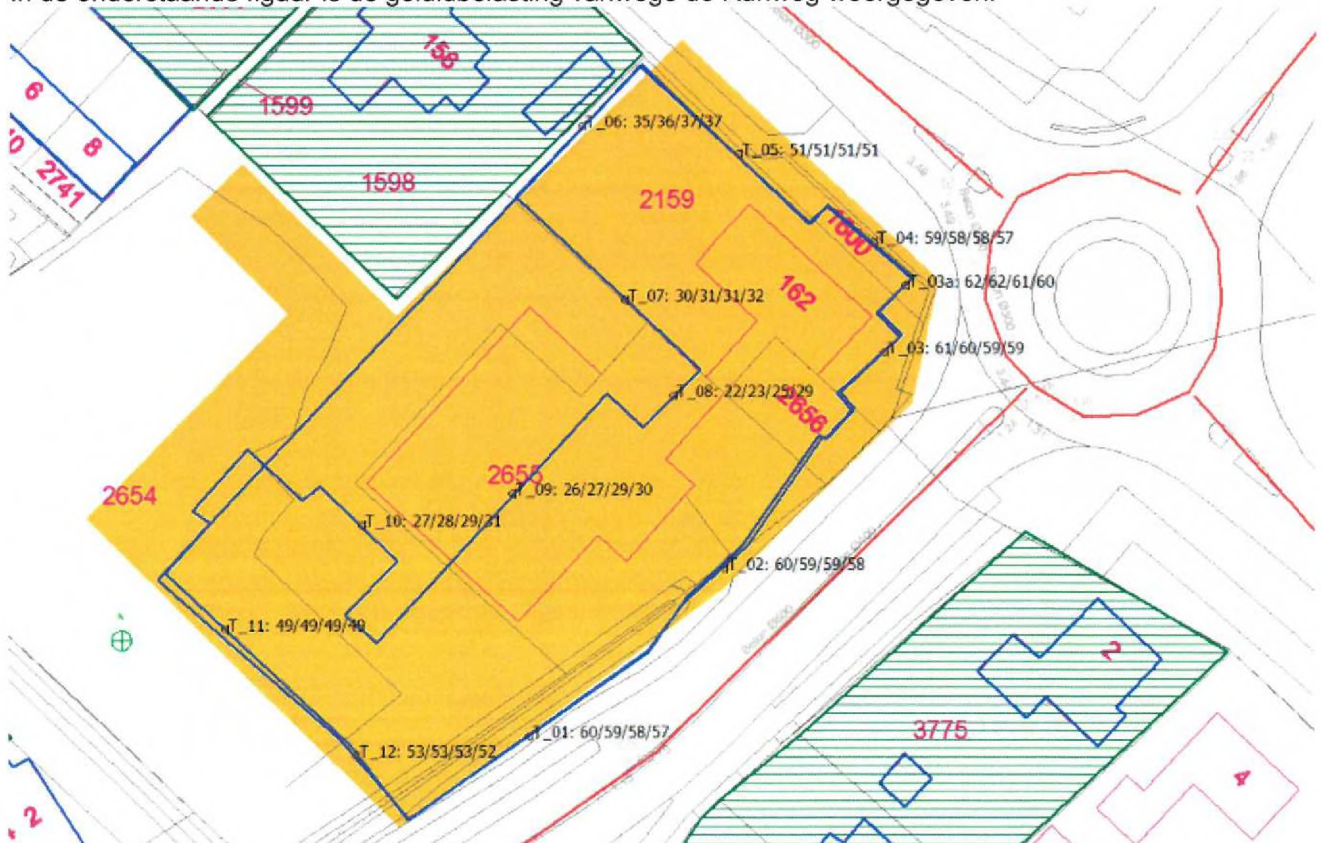 158
6
1599
T_06: 35/36/37/37
8
T_05: 51/51/51/51
2741
1598
2159
1600
T_04: 59/58/58/57
T_03a: 62/62/61/60
162
T_07: 30/31/31/32
T_03: 61/60/59/59
T_08: 22/23/25/29
2656
2655
2654
T_09: 26/27/29/30
T_10: 27/28/29/31
T_02: 60/59/59/58
T_11: 49/49/49/49
2
3775
T_01: 60/59/58/57
T_12: 53/53/53/52
4
2